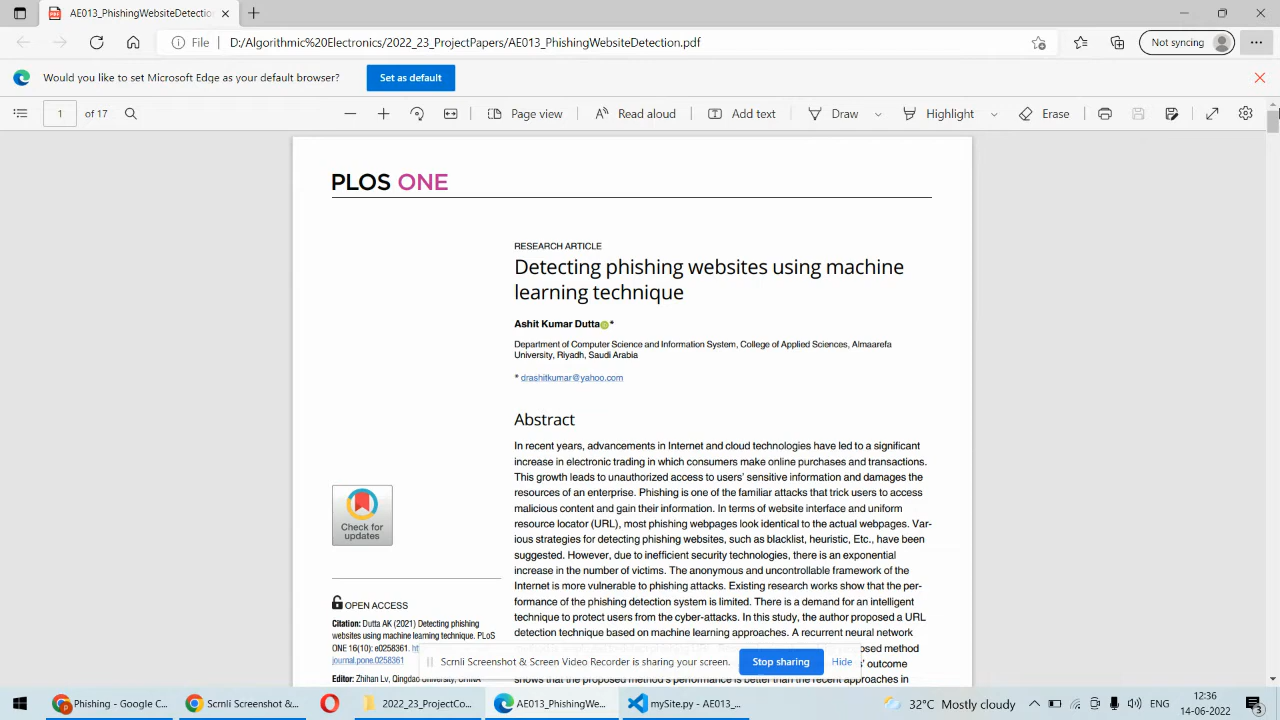 AE013_PhishingWebsiteDetectio
File
D:/Algorithmic%20Electronics/2022_23_ProjectPapers/AE013_PhishingWebsiteDetection.pdf
Not syncing
Would you like to set Microsoft Edge as your default browser?
Set as default
1 of 17
Page view
Read aloud
Add text
Draw
Highlight
Erase
PLOS ONE
RESEARCH ARTICLE
Detecting phishing websites using machine
learning technique
Ashit Kumar Dutta*
Department of Computer Science and Information System, College of Applied Sciences, Almaarefa
University, Riyadh, Saudi Arabia
* drashitkumar@yahoo.com
Abstract
In recent years, advancements in Internet and cloud technologies have led to a significant
increase in electronic trading in which consumers make online purchases and transactions.
This growth leads to unauthorized access to users' sensitive information and damages the
resources of an enterprise. Phishing is one of the familiar attacks that trick users to access
malicious content and gain their information. In terms of website interface and uniform
resource locator (URL), most phishing webpages look identical to the actual webpages. Var-
ious strategies for detecting phishing websites, such as blacklist, heuristic, Etc., have been
suggested. However, due to inefficient security technologies, there is an exponential
increase in the number of victims. The anonymous and uncontrollable framework of the
Internet is more vulnerable to phishing attacks. Existing research works show that the per-
formance of the phishing detection system is limited. There is a demand for an intelligent
technique to protect users from the cyber-attacks. In this study, the author proposed a URL
detection technique based on machine learning approaches. A recurrent neural network
method
outcome
shows that the proposed method's performance is better than the recent approaches in
Check for
updates
OPEN ACCESS
Citation: Dutta AK (2021) Detecting phishing
websites using machine learning technique. PLoS
ONE 16(10): e0258361.
journal.pone.0258361
Editor: Zhihan Lv, Qingdao University, CHINA
Scrnli Screenshot & Screen Video Recorder is sharing your screen.
Stop sharing
Hide
Phishing - Google C...
Scrnli Screenshot &...
2022_23_ProjectCo...
AE013_PhishingWe...
mySite.py - AE013_...
32°C Mostly cloudy
ENG
12:36
14-06-2022
3